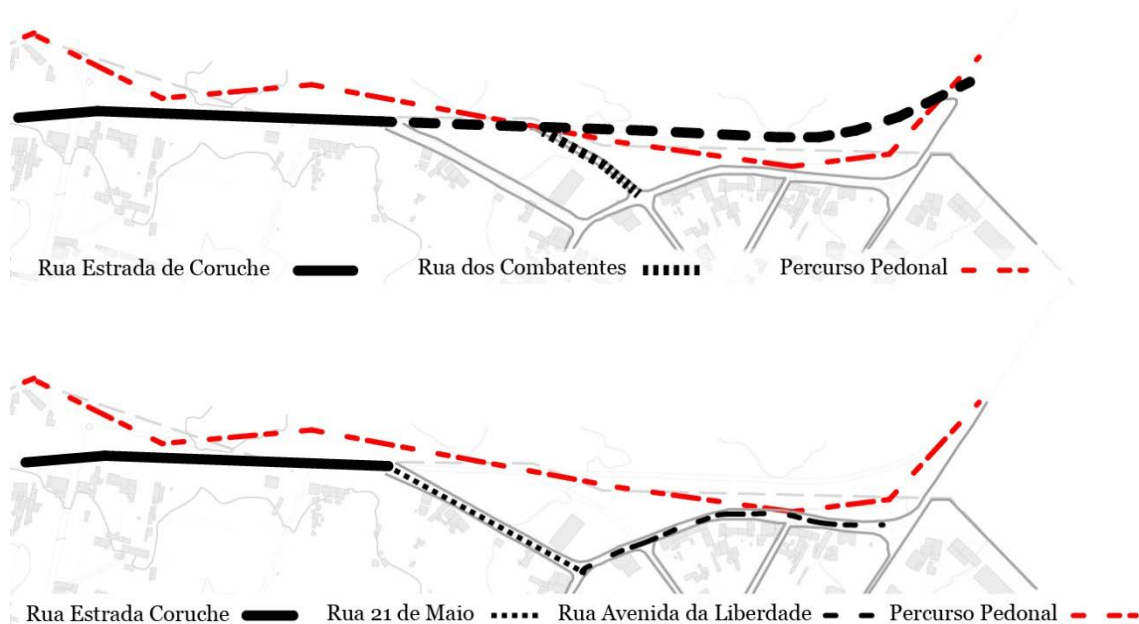 Rua Estrada de Coruche Rua dos Combatentes Percurso Pedonal
Rua Estrada Coruche Rua 21 de Maio Rua Avenida da Liberdade Percurso Pedonal